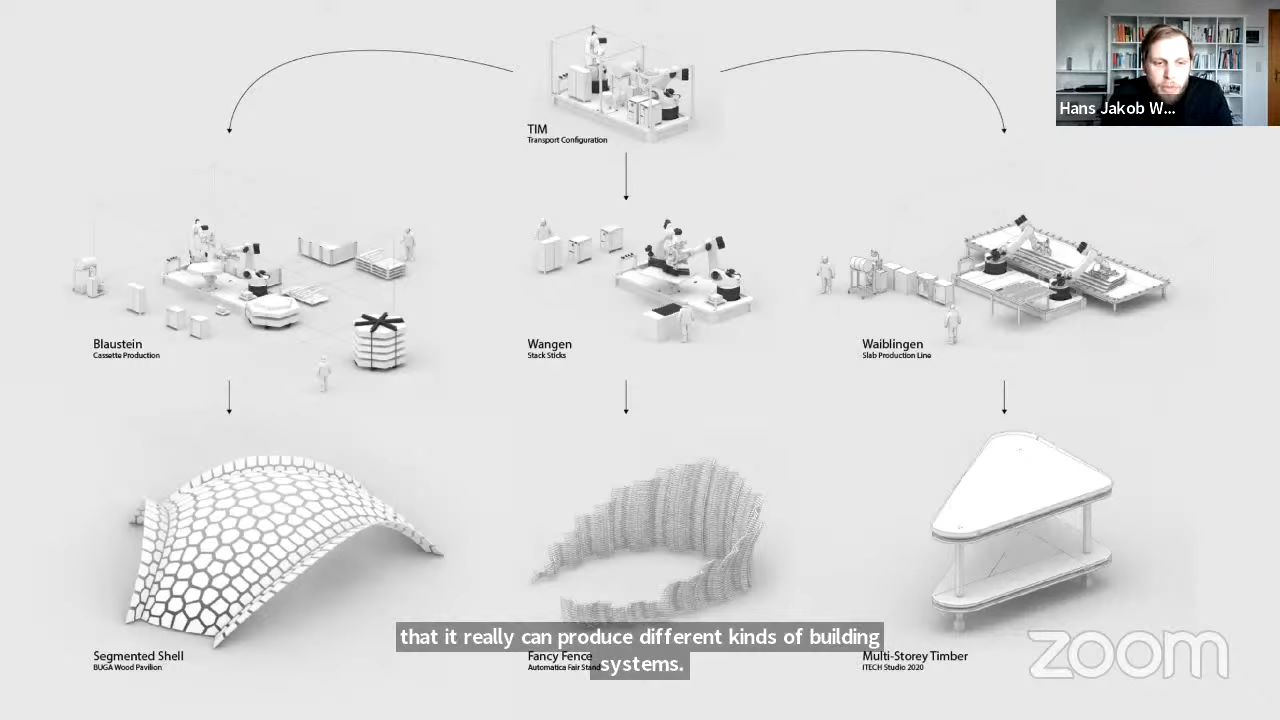 Hans Jakob W...
TIM
Transport Configuration
Blaustein
Cassette Production
Wangen
Stack Sticks
Waiblingen
Slab Production Line
that it really can produce different kinds of building
systems.
Segmented Shell
BUGA Wood Pavilion
Fancy Fence
Automatica Fair Stand
Multi-Storey Timber
ITECH Studio 2020
zoom